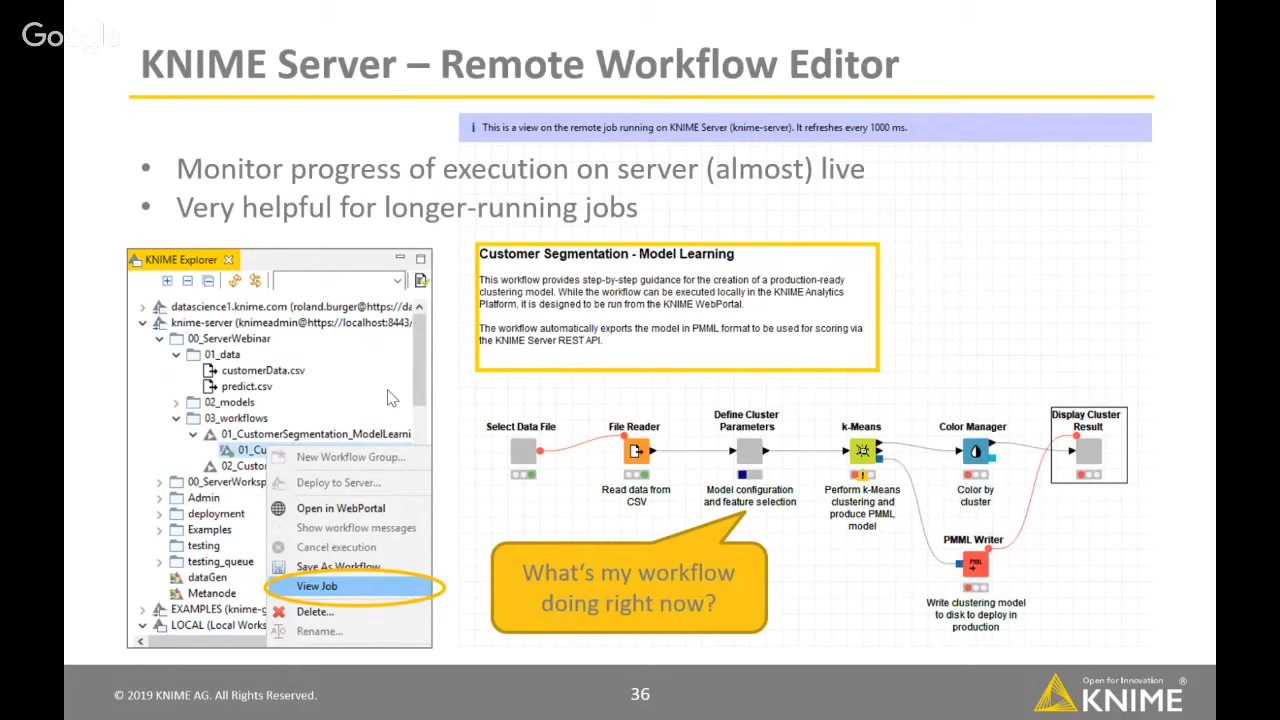 Google
KNIME Server – Remote Workflow Editor
This is a view on the remote job running on KNIME Server (knime-server). It refreshes every 1000 ms.
• Monitor progress of execution on server (almost) live
• Very helpful for longer-running jobs
KNIME Explorer
datascience1.knime.com (roland.burger@https://da
knime-server (knimeadmin@https://localhost:8443/
00_ServerWebinar
01_data
customerData.csv
predict.csv
02_models
03_workflows
01_CustomerSegmentation_ModelLearni
01_Cu
02_Custor
00_ServerWorksp
Admin
deployment
Examples
testing
testing_queue
dataGen
Metanode
EXAMPLES (knime-g
LOCAL (Local Works
New Workflow Group...
Deploy to Server...
Open in WebPortal
Show workflow messages
Cancel execution
Save As Workflow
View Job
Delete...
Rename...
Customer Segmentation - Model Learning
This workflow provides step-by-step guidance for the creation of a production-ready
clustering model. While the workflow can be executed locally in the KNIME Analytics
Platform, it is designed to be run from the KNIME WebPortal.
The workflow automatically exports the model in PMML format to be used for scoring via
the KNIME Server REST API.
Select Data File
File Reader
Read data from
CSV
Define Cluster
Parameters
Model configuration
and feature selection
k-Means
Perform k-Means
clustering and
produce PMML
model
Color Manager
Color by
cluster
Display Cluster
Result
PMML Writer
PMML
Write clustering model
to disk to deploy in
production
What's my workflow
doing right now?
© 2019 KNIME AG. All Rights Reserved.
36
Open for Innovation
KNIME
®